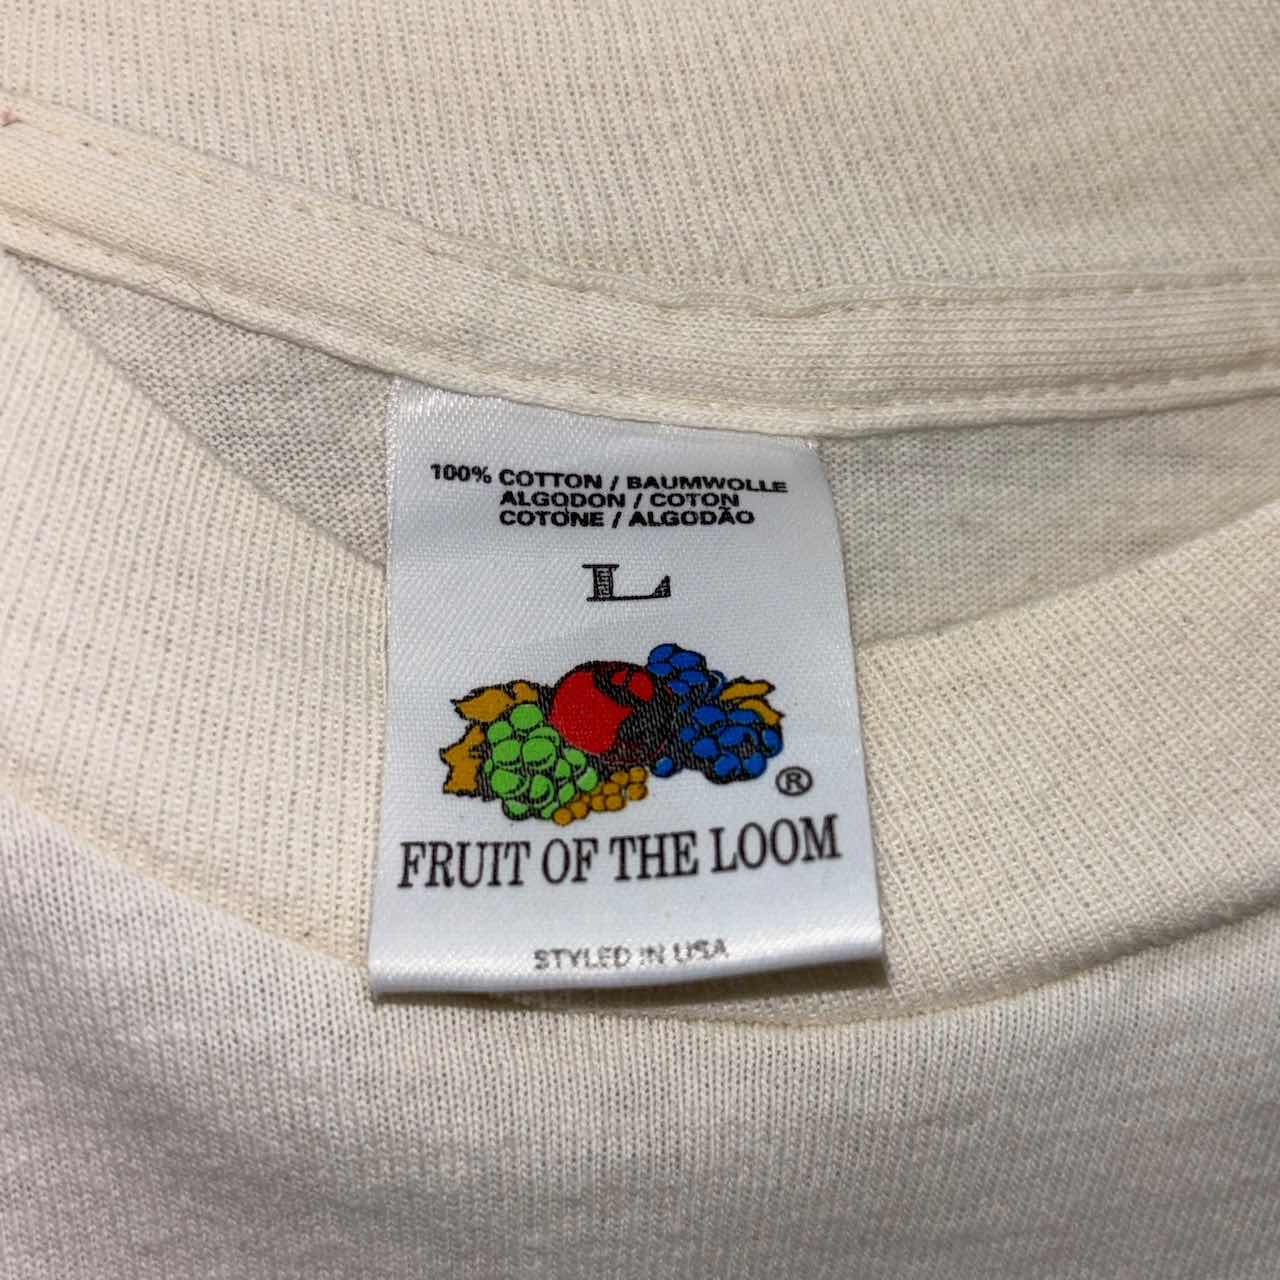 100% COTTON / BAUMWOLLE
ALGODON / COTON
COTONE / ALGODÃO
L
®
FRUIT OF THE LOOM
STYLED IN USA